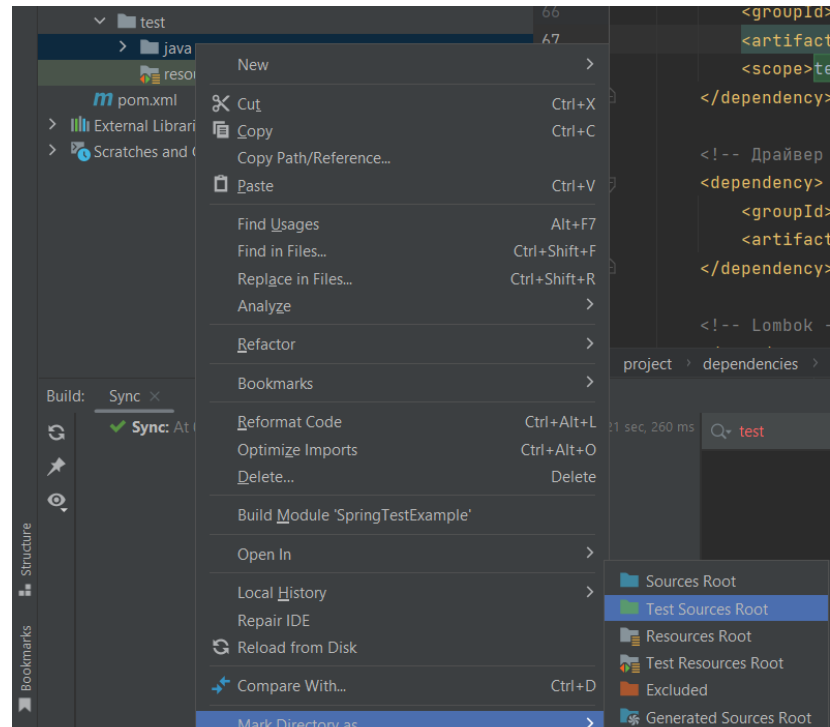 test
java
resou
pom.xml
External Librari
Scratches and
66
67
<groupId>
<artifact
<scope>te
</dependency>
<!-- Драйвер
<dependency>
<groupId>
<artifact
</dependency>
<!-- Lombok -
project > dependencies >
New
Cut Ctrl+X
Copy Ctrl+C
Copy Path/Reference...
Paste Ctrl+V
Find Usages Alt+F7
Find in Files... Ctrl+Shift+F
Replace in Files... Ctrl+Shift+R
Analyze
Refactor
Bookmarks
Reformat Code Ctrl+Alt+L
Optimize Imports Ctrl+Alt+O
Delete... Delete
Build Module 'SpringTestExample'
Open In
Local History
Repair IDE
Reload from Disk
Compare With... Ctrl+D
Mark Directory as
Sources Root
Test Sources Root
Resources Root
Test Resources Root
Excluded
Generated Sources Root
Build: Sync
Sync: At
21 sec, 260 ms
test
Structure
Bookmarks